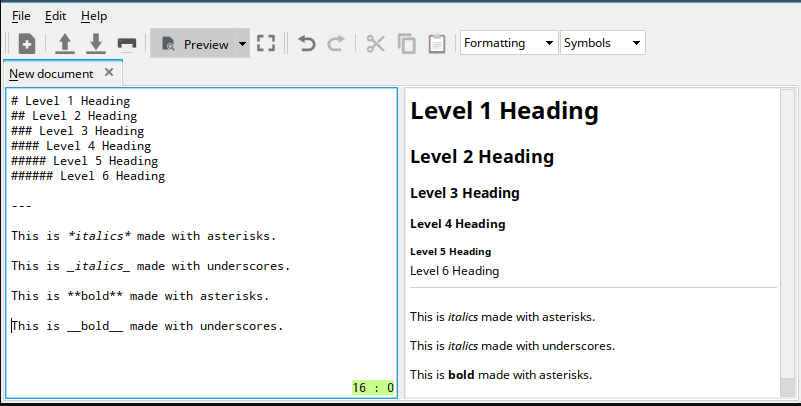 File Edit Help
Preview Formatting Symbols
New document
# Level 1 Heading
## Level 2 Heading
### Level 3 Heading
#### Level 4 Heading
##### Level 5 Heading
###### Level 6 Heading
---
This is *italics* made with asterisks.
This is _italics_ made with underscores.
This is **bold** made with asterisks.
This is __bold__ made with underscores.
16 : 0
Level 1 Heading
Level 2 Heading
Level 3 Heading
Level 4 Heading
Level 5 Heading
Level 6 Heading
This is italics made with asterisks.
This is italics made with underscores.
This is bold made with asterisks.